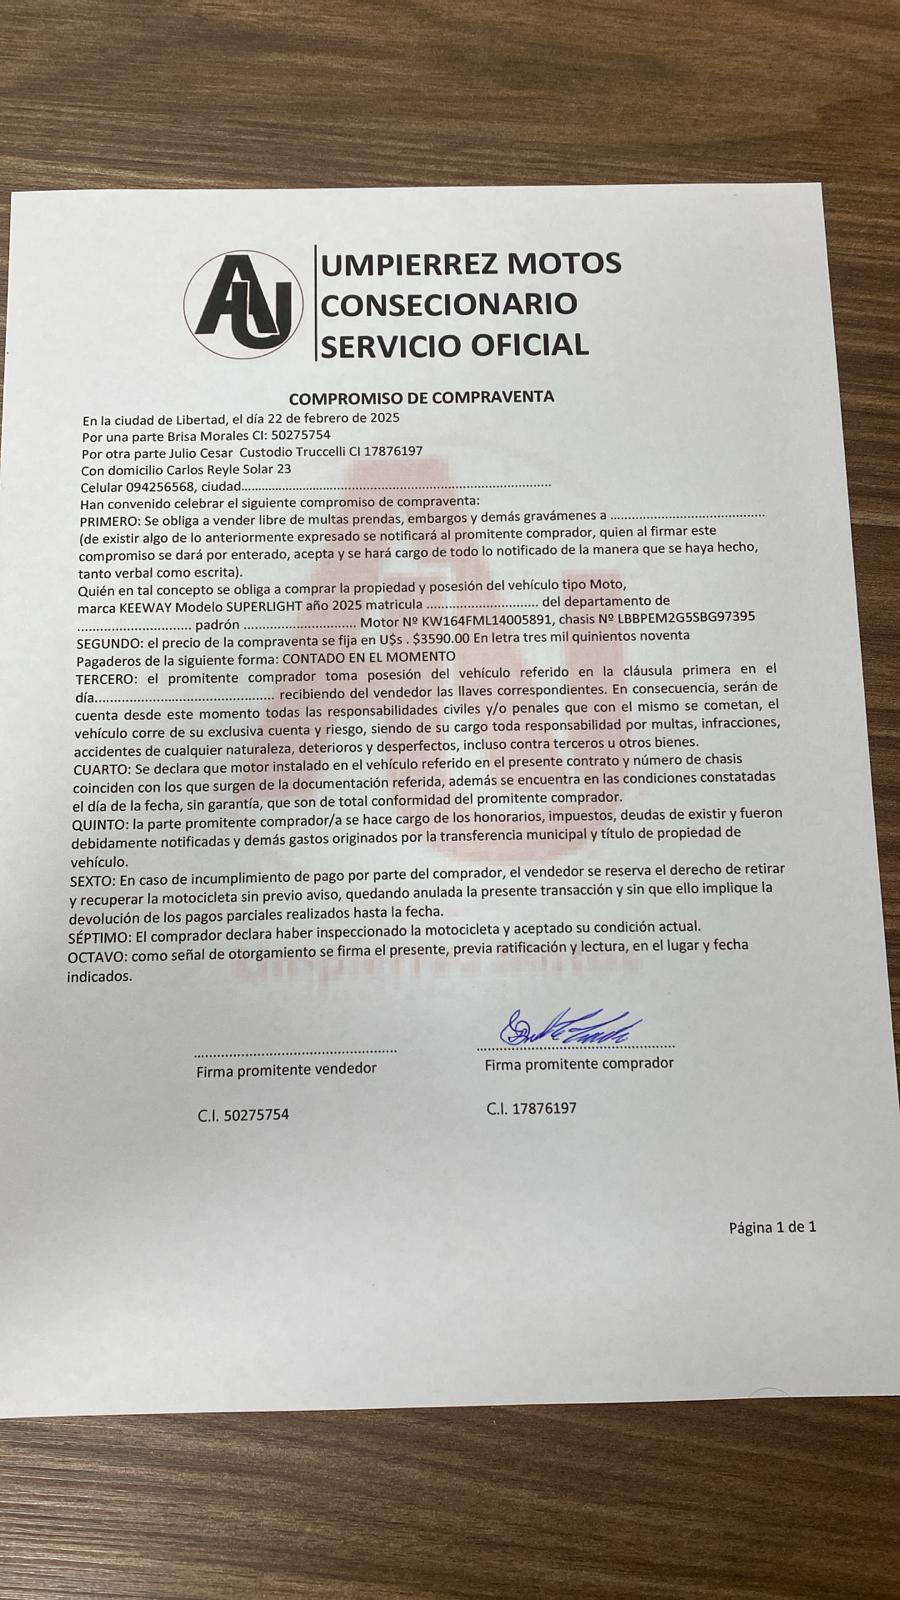 AU
UMPIERREZ MOTOS
CONSECIONARIO
SERVICIO OFICIAL
COMPROMISO DE COMPRAVENTA
En la ciudad de Libertad, el día 22 de febrero de 2025
Por una parte Brisa Morales CI: 50275754
Por otra parte Julio Cesar  Custodio Truccelli CI 17876197
Con domicilio Carlos Reyle Solar 23
Celular 094256568, ciudad................................................................................
Han convenido celebrar el siguiente compromiso de compraventa:
PRIMERO: Se obliga a vender libre de multas prendas, embargos y demás gravámenes a .......................................
(de existir algo de lo anteriormente expresado se notificará al promitente comprador, quien al firmar este
compromiso se dará por enterado, acepta y se hará cargo de todo lo notificado de la manera que se haya hecho,
tanto verbal como escrita).
Quién en tal concepto se obliga a comprar la propiedad y posesión del vehículo tipo Moto,
marca KEEWAY Modelo SUPERLIGHT año 2025 matricula ............................. del departamento de
............................. padrón ............................. Motor Nº KW164FML14005891, chasis Nº LBBPEM2G5SBG97395
SEGUNDO: el precio de la compraventa se fija en U$s . $3590.00 En letra tres mil quinientos noventa
Pagaderos de la siguiente forma: CONTADO EN EL MOMENTO
TERCERO: el promitente comprador toma posesión del vehículo referido en la cláusula primera en el
día.............................................. recibiendo del vendedor las llaves correspondientes. En consecuencia, serán de
cuenta desde este momento todas las responsabilidades civiles y/o penales que con el mismo se cometan, el
vehículo corre de su exclusiva cuenta y riesgo, siendo de su cargo toda responsabilidad por multas, infracciones,
accidentes de cualquier naturaleza, deterioros y desperfectos, incluso contra terceros u otros bienes.
CUARTO: Se declara que motor instalado en el vehículo referido en el presente contrato y número de chasis
coinciden con los que surgen de la documentación referida, además se encuentra en las condiciones constatadas
el día de la fecha, sin garantía, que son de total conformidad del promitente comprador.
QUINTO: la parte promitente comprador/a se hace cargo de los honorarios, impuestos, deudas de existir y fueron
debidamente notificadas y demás gastos originados por la transferencia municipal y título de propiedad de
vehículo.
SEXTO: En caso de incumplimiento de pago por parte del comprador, el vendedor se reserva el derecho de retirar
y recuperar la motocicleta sin previo aviso, quedando anulada la presente transacción y sin que ello implique la
devolución de los pagos parciales realizados hasta la fecha.
SÉPTIMO: El comprador declara haber inspeccionado la motocicleta y aceptado su condición actual.
OCTAVO: como señal de otorgamiento se firma el presente, previa ratificación y lectura, en el lugar y fecha
indicados.
Firma promitente vendedor
Firma promitente comprador
C.I. 50275754
C.I. 17876197
Página 1 de 1